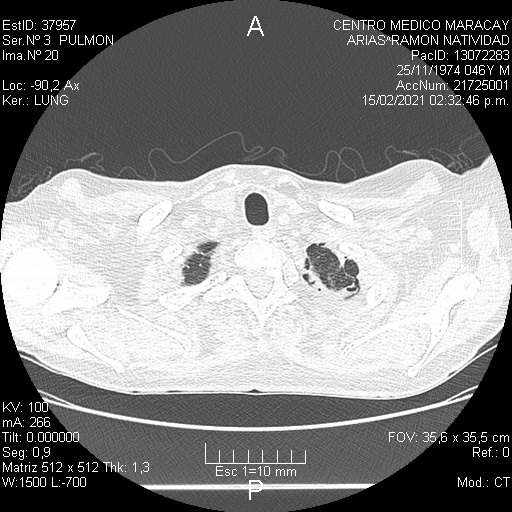 EstID: 37957
Ser.Nº 3 PULMON
Ima.Nº 20
Loc: -90,2 Ax
Ker.: LUNG
A
CENTRO MEDICO MARACAY
ARIAS^RAMON NATIVIDAD
PacID: 13072283
25/11/1974 046Y M
AccNum: 21725001
15/02/2021 02:32:46 p.m.
KV: 100
mA: 266
Tilt: 0.000000
Seg: 0,9
Matriz 512 x 512 Thk: 1,3
W:1500 L:-700
Esc 1=10 mm
P
FOV: 35,6 x 35,5 cm
Ref.: 0
Mod.: CT